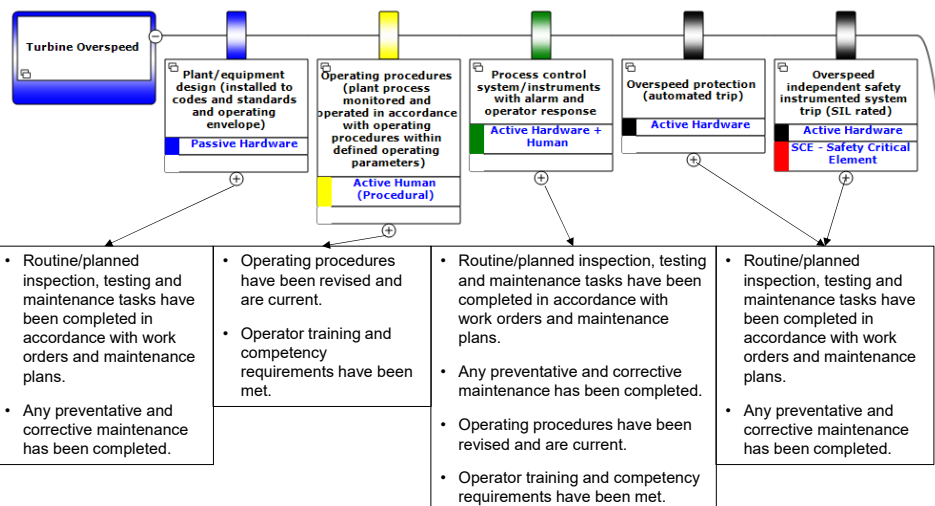 Turbine Overspeed
Plant/equipment
design (installed to
codes and standards
and operating
envelope)
Passive Hardware
Operating procedures
(plant process
monitored and
operated in accordance
with operating
procedures within
defined operating
parameters)
Active Human
(Procedural)
Process control
system/instruments
with alarm and
operator response
Active Hardware +
Human
Overspeed protection
(automated trip)
Active Hardware
Overspeed
independent safety
instrumented system
trip (SIL rated)
Active Hardware
SCE - Safety Critical
Element
• Routine/planned
inspection, testing and
maintenance tasks have
been completed in
accordance with work
orders and maintenance
plans.
• Any preventative and
corrective maintenance
has been completed.
• Operating procedures
have been revised and
are current.
• Operator training and
competency
requirements have been
met.
• Routine/planned inspection, testing
and maintenance tasks have been
completed in accordance with
work orders and maintenance
plans.
• Any preventative and corrective
maintenance has been completed.
• Operating procedures have been
revised and are current.
• Operator training and competency
requirements have been met.
• Routine/planned
inspection, testing and
maintenance tasks have
been completed in
accordance with work
orders and maintenance
plans.
• Any preventative and
corrective maintenance
has been completed.